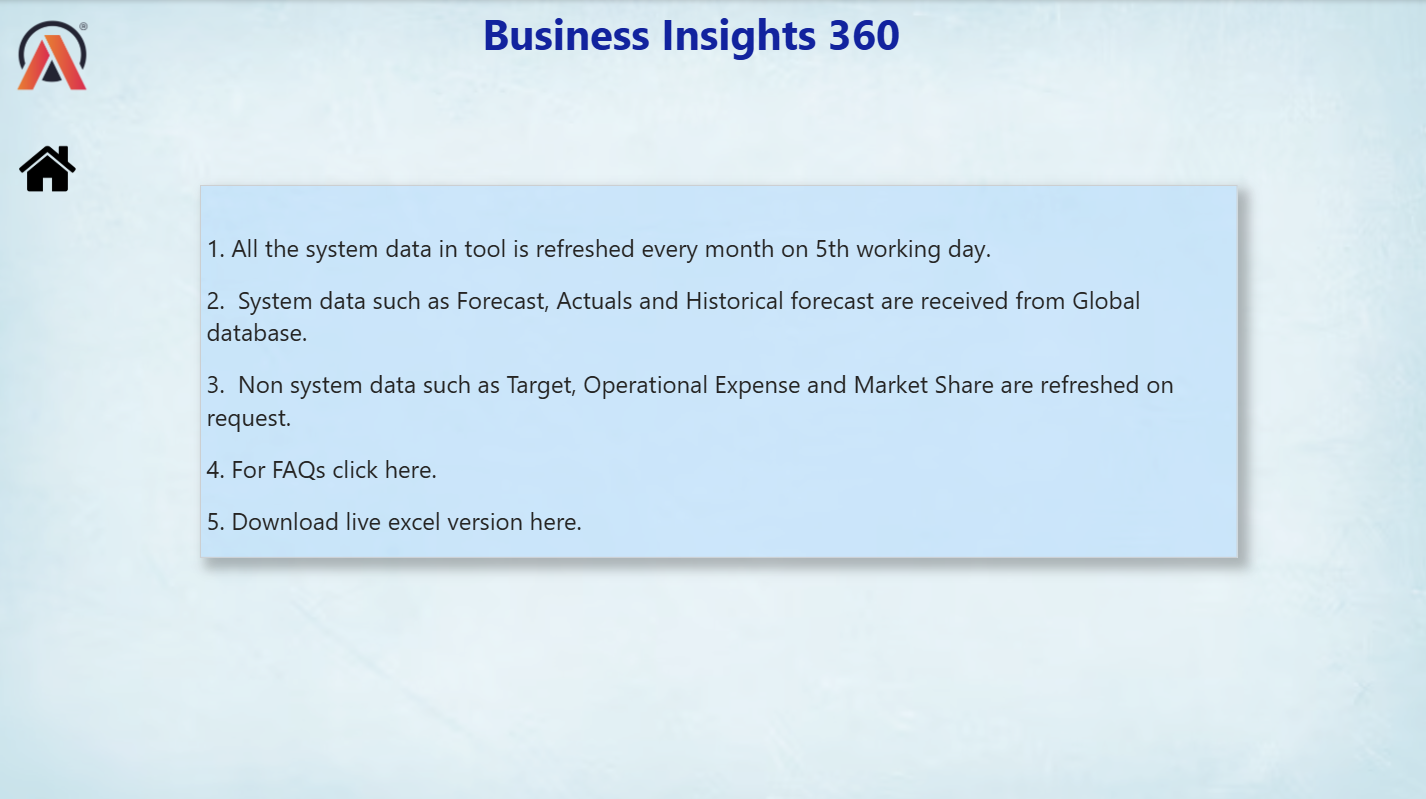 ®
Business Insights 360
1. All the system data in tool is refreshed every month on 5th working day.
2.  System data such as Forecast, Actuals and Historical forecast are received from Global
database.
3.  Non system data such as Target, Operational Expense and Market Share are refreshed on
request.
4. For FAQs click here.
5. Download live excel version here.